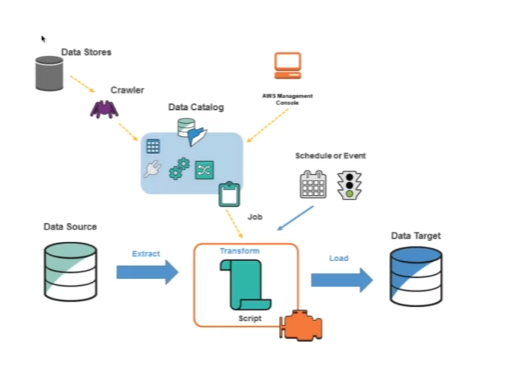 Data Stores
Crawler
Data Catalog
AWS Management
Console
Schedule or Event
Job
Data Source
Extract
Transform
Script
Load
Data Target